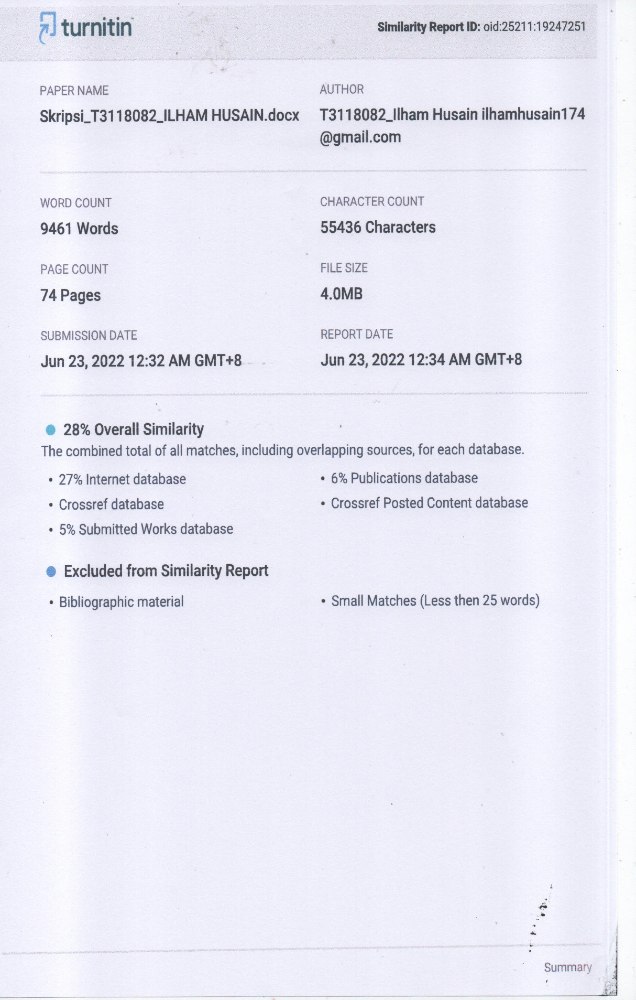 turnitin™
Similarity Report ID: oid:25211:19247251
PAPER NAME
Skripsi_T3118082_ILHAM HUSAIN.docx
AUTHOR
T3118082_Ilham Husain ilhamhusain174
@gmail.com
WORD COUNT
9461 Words
CHARACTER COUNT
55436 Characters
PAGE COUNT
74 Pages
FILE SIZE
4.0MB
SUBMISSION DATE
Jun 23, 2022 12:32 AM GMT+8
REPORT DATE
Jun 23, 2022 12:34 AM GMT+8
● 28% Overall Similarity
The combined total of all matches, including overlapping sources, for each database.
• 27% Internet database
• 6% Publications database
• Crossref database
• Crossref Posted Content database
• 5% Submitted Works database
● Excluded from Similarity Report
• Bibliographic material
• Small Matches (Less then 25 words)
Summary